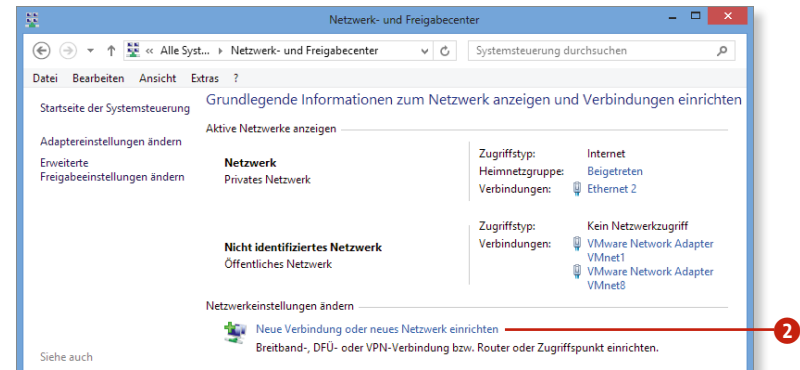 Netzwerk- und Freigabecenter
« Alle Syst... Netzwerk- und Freigabecenter
Systemsteuerung durchsuchen
Datei Bearbeiten Ansicht Extras ?
Startseite der Systemsteuerung
Adaptereinstellungen ändern
Erweiterte
Freigabeeinstellungen ändern
Grundlegende Informationen zum Netzwerk anzeigen und Verbindungen einrichten
Aktive Netzwerke anzeigen
Netzwerk
Privates Netzwerk
Zugriffstyp: Internet
Heimnetzgruppe: Beigetreten
Verbindungen: Ethernet 2
Nicht identifiziertes Netzwerk
Öffentliches Netzwerk
Zugriffstyp: Kein Netzwerkzugriff
Verbindungen: VMware Network Adapter
VMnet1
VMware Network Adapter
VMnet8
Netzwerkeinstellungen ändern
Neue Verbindung oder neues Netzwerk einrichten
2
Breitband-, DFÜ- oder VPN-Verbindung bzw. Router oder Zugriffspunkt einrichten.
Siehe auch